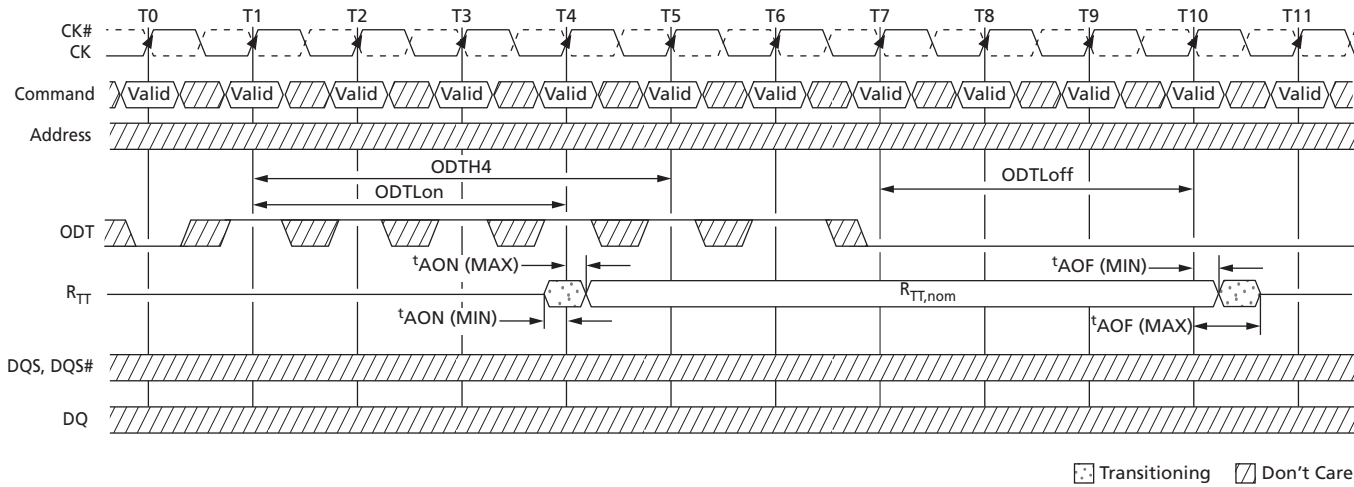 T0 T1 T2 T3 T4 T5 T6 T7 T8 T9 T10 T11
CK#
CK
Command Valid Valid Valid Valid Valid Valid Valid Valid Valid Valid Valid Valid
Address
ODTH4
ODTLoff
ODTLon
ODT
tAON (MAX) tAOF (MIN)
RTT RTT,nom
tAON (MIN) tAOF (MAX)
DQS, DQS#
DQ
Transitioning Don't Care